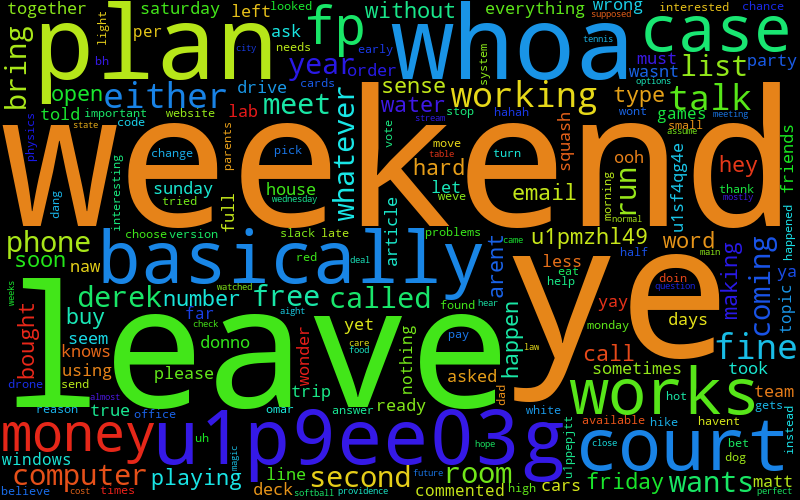 together
light
saturday
per
left
ask
without
looked
needs
everything
wrong
supposed
interested
chance
plan
fp
whoa
case
bring
bh
city
year
order
early
cards
tennis
system
must
list
wasnt
party
open
either
drive
meet
sense
water
working
options
type
talk
told
important
website
lab
whatever
stop
hahah
wont
vote
stream
squash
games
small
meeting
assume
physics
state
code
weekend
interesting
change
parents
pick
move
table
hard
turn
ooh
hey
friends
dang
sunday
tried
full
house
wednesday
let
weve
email
morning
run
normal
thank
mostly
u1sf4qg4e
happened
phone
choose
version
slack
late
article
problems
arent
u1pmzhl49
word
half
came
main
making
coming
topic
ya
soon
naw
basically
red
deal
less
eat
help
doin
question
weeks
derek
number
watched
free
called
found
hear
happen
yay
ye
monday
days
bought
buy
far
check
aight
yet
pay
law
call
fine
seem
donno
wonder
care
food
nothing
asked
sometimes
took
knows
using
please
leave
drone
send
almost
trip
dad
works
team
hot
gets
reason
true
office
omar
answer
ready
white
available
hike
havent
instead
money
uh
u1p9ee03g
hope
u1ppepjtt
court
close
bet
dog
windows
magic
line
second
future
room
friday
wants
matt
computer
playing
believe
cost
times
deck
softball
providence
commented
high
cars
perfect